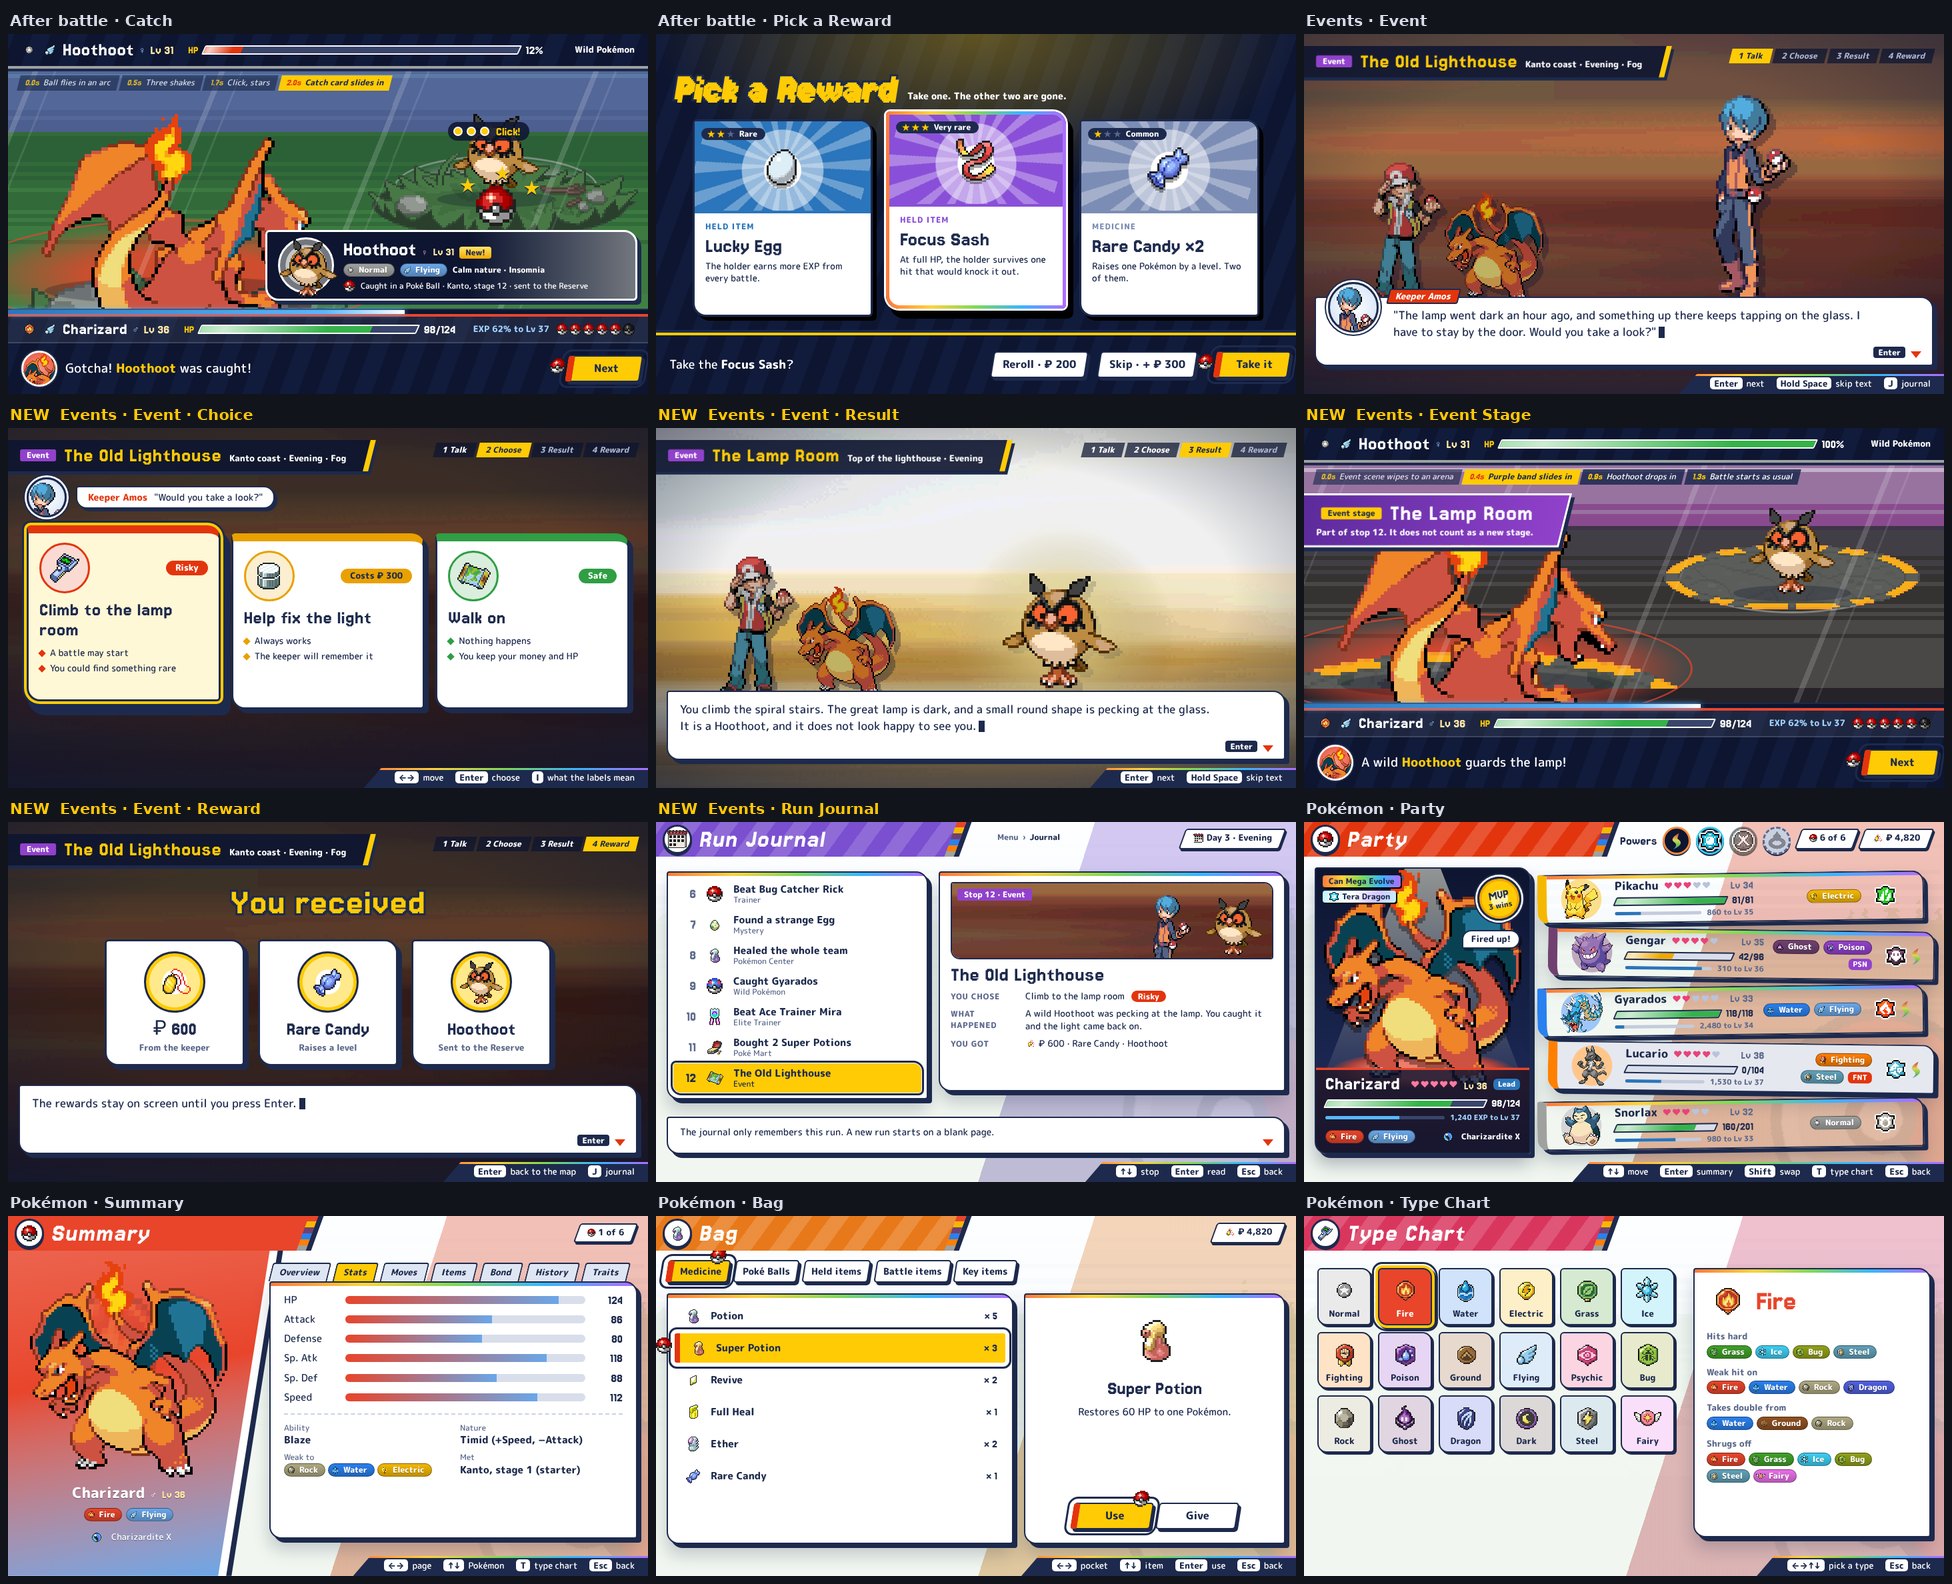 After battle · Catch
Hoothoot ♀ Lv 31 HP 12% Wild Pokémon
0.0s Ball flies in an arc 0.5s Three shakes 1.7s Click, stars 2.0s Catch card slides in
Click!
Hoothoot ♀ Lv 31 New!
Normal Flying Calm nature · Insomnia
Caught in a Poké Ball · Kanto, stage 12 · sent to the Reserve
Charizard ♂ Lv 36 HP 98/124 EXP 62% to Lv 37
Gotcha! Hoothoot was caught!
Next
After battle · Pick a Reward
Pick a Reward Take one. The other two are gone.
Rare
HELD ITEM
Lucky Egg
The holder earns more EXP from
every battle.
Very rare
HELD ITEM
Focus Sash
At full HP, the holder survives one
hit that would knock it out.
Common
MEDICINE
Rare Candy ×2
Raises one Pokémon by a level. Two
of them.
Take the Focus Sash?
Reroll · ₽ 200
Skip · + ₽ 300
Take it
Events · Event
Event The Old Lighthouse Kanto coast · Evening · Fog
1 Talk 2 Choose 3 Result 4 Reward
Keeper Amos
"The lamp went dark an hour ago, and something up there keeps tapping on the glass. I
have to stay by the door. Would you take a look?"
Enter
Enter next Hold Space skip text J journal
NEW Events · Event · Choice
Event The Old Lighthouse Kanto coast · Evening · Fog
1 Talk 2 Choose 3 Result 4 Reward
Keeper Amos "Would you take a look?"
Risky
Climb to the lamp
room
A battle may start
You could find something rare
Costs ₽ 300
Help fix the light
Always works
The keeper will remember it
Safe
Walk on
Nothing happens
You keep your money and HP
←→ move Enter choose I what the labels mean
NEW Events · Event · Result
Event The Lamp Room Top of the lighthouse · Evening
1 Talk 2 Choose 3 Result 4 Reward
You climb the spiral stairs. The great lamp is dark, and a small round shape is pecking at the glass.
It is a Hoothoot, and it does not look happy to see you.
Enter
Enter next Hold Space skip text
NEW Events · Event Stage
Hoothoot ♀ Lv 31 HP 100% Wild Pokémon
0.0s Event scene wipes to an arena 0.4s Purple band slides in 0.8s Hoothoot drops in 1.3s Battle starts as usual
Event stage The Lamp Room
Part of stop 12. It does not count as a new stage.
Charizard ♂ Lv 36 HP 98/124 EXP 62% to Lv 37
A wild Hoothoot guards the lamp!
Next
NEW Events · Event · Reward
Event The Old Lighthouse Kanto coast · Evening · Fog
1 Talk 2 Choose 3 Result 4 Reward
You received
₽ 600
From the keeper
Rare Candy
Raises a level
Hoothoot
Sent to the Reserve
The rewards stay on screen until you press Enter.
Enter
Enter back to the map J journal
NEW Events · Run Journal
Run Journal
Menu › Journal
Day 3 · Evening
6 Beat Bug Catcher Rick
Trainer
7 Found a strange Egg
Mystery
8 Healed the whole team
Pokémon Center
9 Caught Gyarados
Wild Pokémon
10 Beat Ace Trainer Mira
Elite Trainer
11 Bought 2 Super Potions
Poké Mart
12 The Old Lighthouse
Event
Stop 12 · Event
The Old Lighthouse
YOU CHOSE Climb to the lamp room Risky
WHAT HAPPENED A wild Hoothoot was pecking at the lamp. You caught it
and the light came back on.
YOU GOT ₽ 600 · Rare Candy · Hoothoot
The journal only remembers this run. A new run starts on a blank page.
↑↓ stop Enter read Esc back
Pokémon · Party
Party
Powers
6 of 6
₽ 4,820
Can Mega Evolve
Tera Dragon
MVP
3 wins
Fired up!
Charizard Lv 36 Lead
98/124
1,240 EXP to Lv 37
Fire Flying Charizardite X
Pikachu Lv 34
81/81
860 to Lv 35
Electric
Gengar Lv 35
42/96
310 to Lv 36
Ghost Poison
PSN
Gyarados Lv 33
118/118
2,480 to Lv 34
Water Flying
Lucario Lv 36
0/104
1,530 to Lv 37
Fighting
Steel FNT
Snorlax Lv 32
160/201
980 to Lv 33
Normal
↑↓ move Enter summary Shift swap T type chart Esc back
Pokémon · Summary
Summary
1 of 6
Overview Stats Moves Items Bond History Traits
HP 124
Attack 86
Defense 80
Sp. Atk 118
Sp. Def 88
Speed 112
Ability
Blaze
Nature
Timid (+Speed, −Attack)
Weak to
Rock Water Electric
Met
Kanto, stage 1 (starter)
Charizard ♂ Lv 36
Fire Flying
Charizardite X
←→ page ↑↓ Pokémon T type chart Esc back
Pokémon · Bag
Bag
₽ 4,820
Medicine Poké Balls Held items Battle items Key items
Potion ×5
Super Potion ×3
Revive ×2
Full Heal ×1
Ether ×2
Rare Candy ×1
Super Potion
Restores 60 HP to one Pokémon.
Use
Give
←→ pocket ↑↓ item Enter use Esc back
Pokémon · Type Chart
Type Chart
Normal Fire Water Electric Grass Ice
Fighting Poison Ground Flying Psychic Bug
Rock Ghost Dragon Dark Steel Fairy
Fire
Hits hard
Grass Ice Bug Steel
Weak hit on
Fire Water Rock Dragon
Takes double from
Water Ground Rock
Shrugs off
Fire Grass Ice Bug
Steel Fairy
←→↑↓ pick a type Esc back